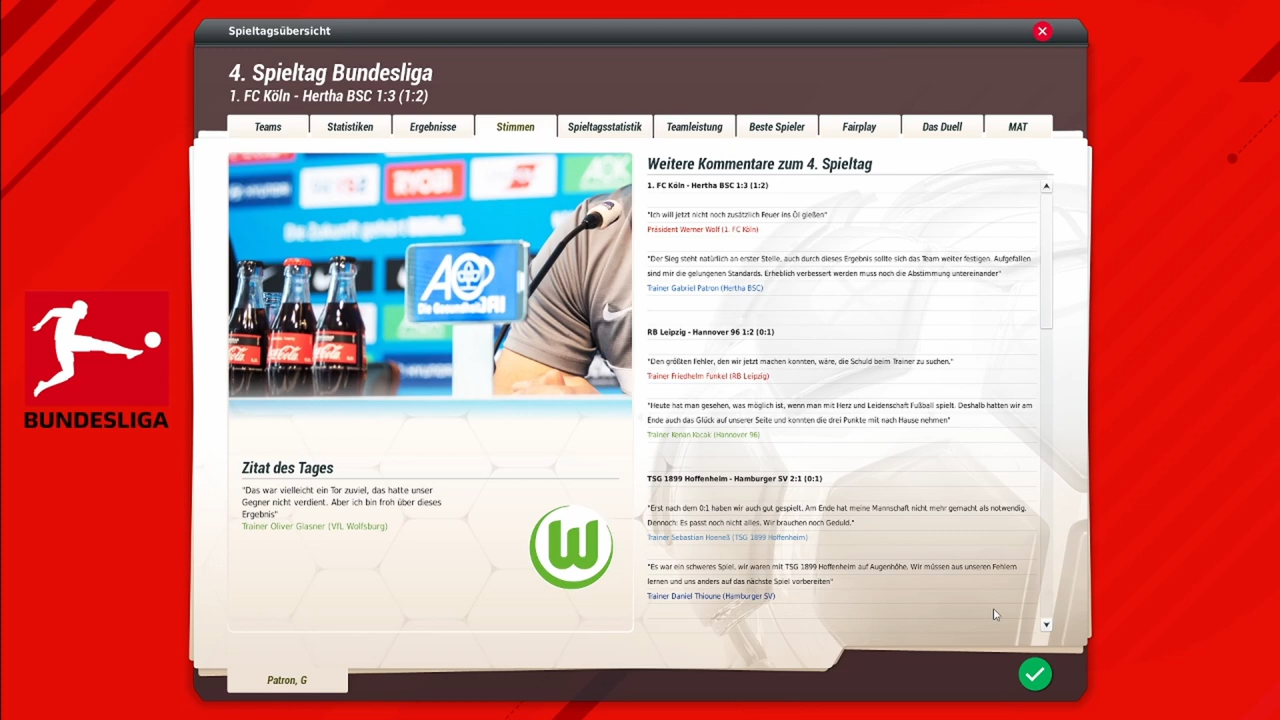 Spieltagsübersicht
4. Spieltag Bundesliga
1. FC Köln - Hertha BSC 1:3 (1:2)
Teams
Statistiken
Ergebnisse
Stimmen
Spieltagsstatistik
Teamleistung
Beste Spieler
Fairplay
Das Duell
MAT
RYOBI
AOK
Die Zukunft gehört
Die Gesundheit
Coca-Cola
BUNDESLIGA
Zitat des Tages
"Das war vielleicht ein Tor zuviel, das hatte unser
Gegner nicht verdient. Aber ich bin froh über dieses
Ergebnis"
Trainer Oliver Glasner (VfL Wolfsburg)
W
Weitere Kommentare zum 4. Spieltag
1. FC Köln - Hertha BSC 1:3 (1:2)
"Ich will jetzt nicht noch zusätzlich Feuer ins Öl gießen"
Präsident Werner Wolf (1. FC Köln)
"Der Sieg steht natürlich an erster Stelle, auch durch dieses Ergebnis sollte sich das Team weiter festigen. Aufgefallen
sind mir die gelungenen Standards. Erheblich verbessert werden muss noch die Abstimmung untereinander"
Trainer Gabriel Patron (Hertha BSC)
RB Leipzig - Hannover 96 1:2 (0:1)
"Den größten Fehler, den wir jetzt machen konnten, wäre, die Schuld beim Trainer zu suchen."
Trainer Friedhelm Funkel (RB Leipzig)
"Heute hat man gesehen, was möglich ist, wenn man mit Herz und Leidenschaft Fußball spielt. Deshalb hatten wir am
Ende auch das Glück auf unserer Seite und konnten die drei Punkte mit nach Hause nehmen"
Trainer Kenan Kocak (Hannover 96)
TSG 1899 Hoffenheim - Hamburger SV 2:1 (0:1)
"Erst nach dem 0:1 haben wir auch gut gespielt. Am Ende hat meine Mannschaft nicht mehr gemacht als notwendig.
Dennoch: Es passt noch nicht alles. Wir brauchen noch Geduld."
Trainer Sebastian Hoeneß (TSG 1899 Hoffenheim)
"Es war ein schweres Spiel, wir waren mit TSG 1899 Hoffenheim auf Augenhöhe. Wir müssen aus unseren Fehlern
lernen und uns anders auf das nächste Spiel vorbereiten"
Trainer Daniel Thioune (Hamburger SV)
Patron, G